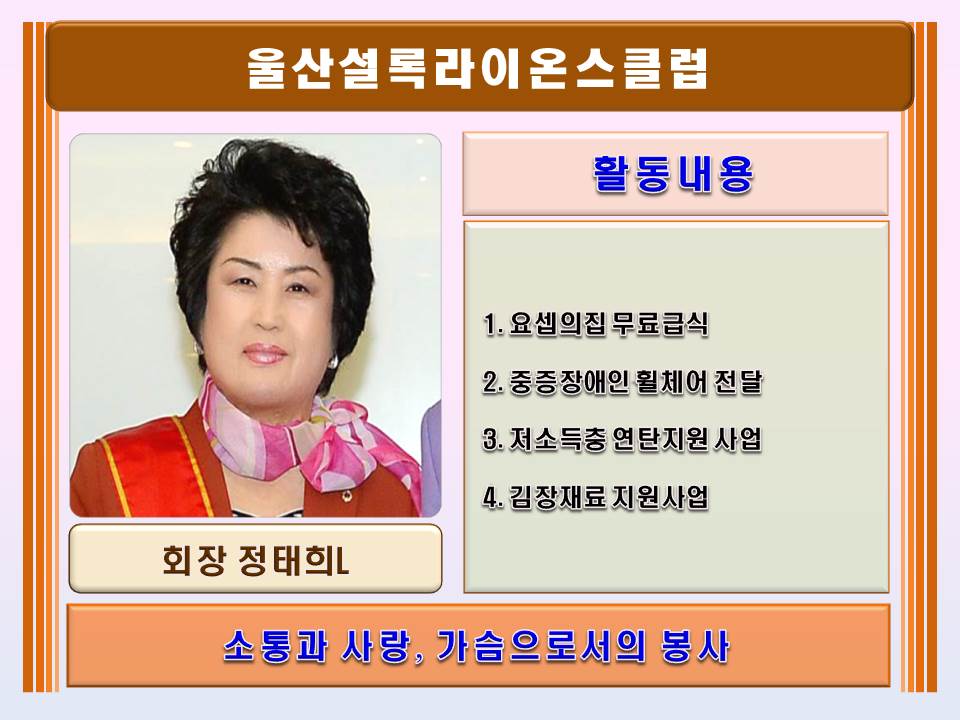 울산설록라이온스클럽
활동내용
1. 요셉의집 무료급식
2. 중증장애인 휠체어 전달
3. 저소득층 연탄지원 사업
4. 김장재료 지원사업
회장 정태희L
소통과 사랑, 가슴으로서의 봉사